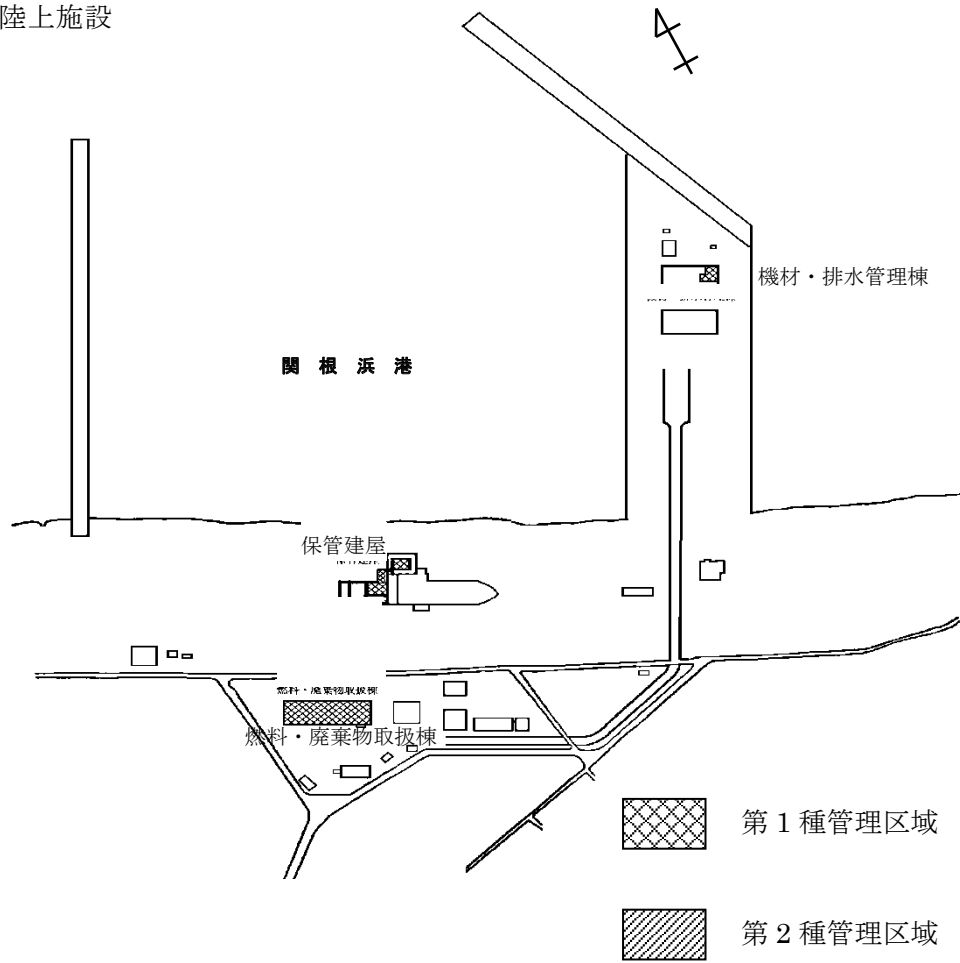 陸上施設
機材・排水管理棟
関根浜港
保管建屋
燃料・廃棄物取扱棟
燃料・廃棄物取扱棟
第1種管理区域
第2種管理区域